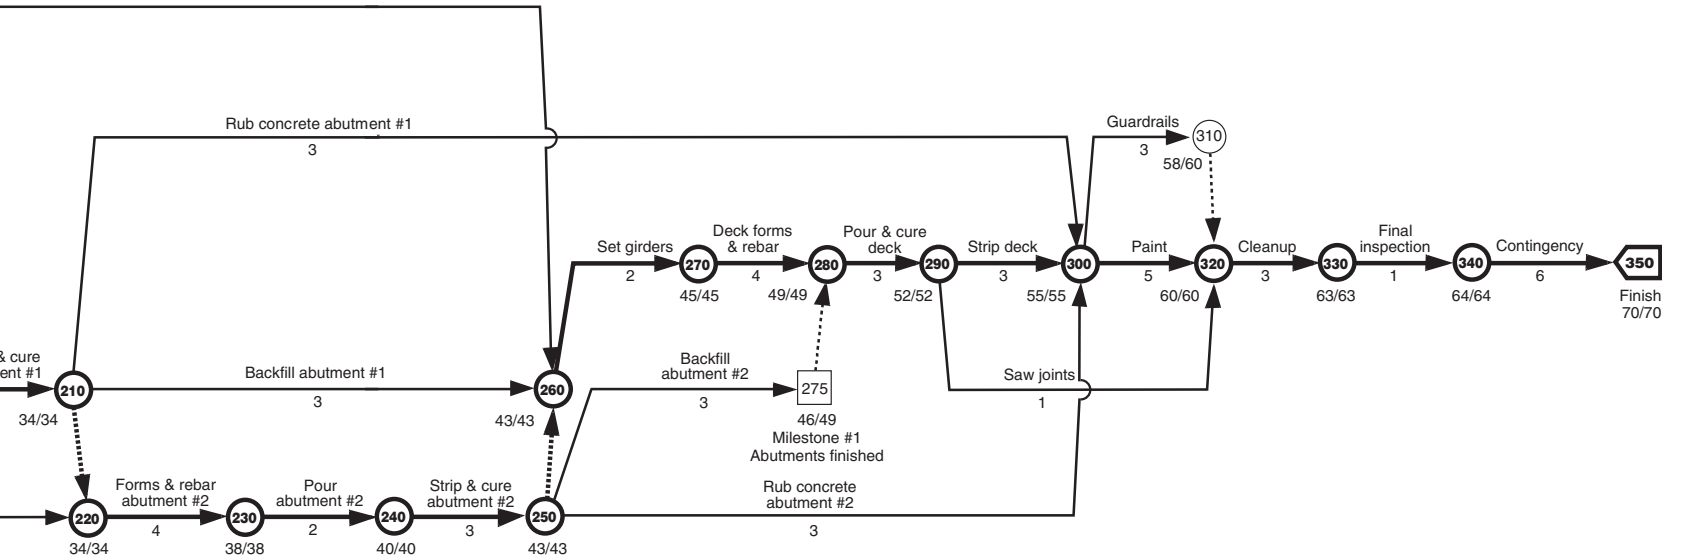 Rub concrete abutment #1
3
Guardrails
3
310
58/60
Set girders
2
270
45/45
Deck forms
& rebar
4
280
49/49
Pour & cure
deck
3
290
52/52
Strip deck
3
300
55/55
Paint
5
320
60/60
Cleanup
3
330
63/63
Final
inspection
1
340
64/64
Contingency
6
350
Finish
70/70
& cure
ent #1
210
34/34
Backfill abutment #1
3
260
43/43
Backfill
abutment #2
3
275
46/49
Milestone #1
Abutments finished
Saw joints
1
220
34/34
Forms & rebar
abutment #2
4
230
38/38
Pour
abutment #2
2
240
40/40
Strip & cure
abutment #2
3
250
43/43
Rub concrete
abutment #2
3